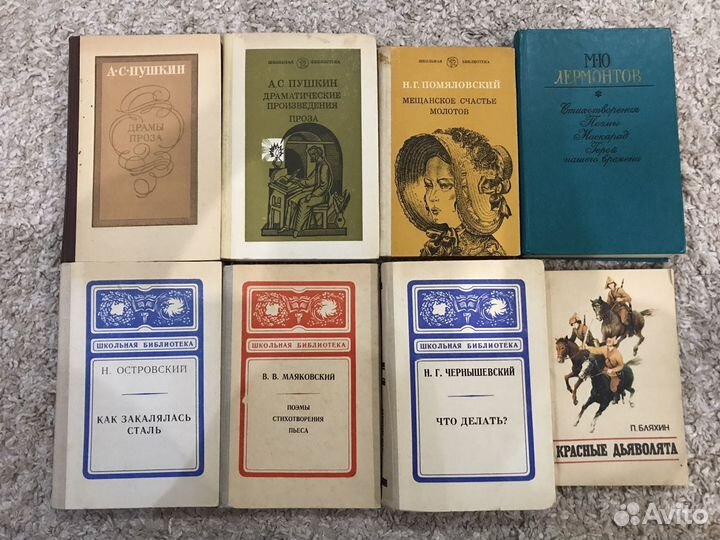 А·С·ПУШКИН
ДРАМЫ
ПРОЗА
ШКОЛЬНАЯ БИБЛИОТЕКА
А.С ПУШКИН
ДРАМАТИЧЕСКИЕ
ПРОИЗВЕДЕНИЯ
ПРОЗА
ШКОЛЬНАЯ БИБЛИОТЕКА
Н.Г. ПОМЯЛОВСКИЙ
МЕЩАНСКОЕ СЧАСТЬЕ
МОЛОТОВ
М·Ю
ЛЕРМОНТОВ
Стихотворения
Поэмы
Маскарад
Герой
нашего времени
ШКОЛЬНАЯ БИБЛИОТЕКА
Н. ОСТРОВСКИЙ
КАК ЗАКАЛЯЛАСЬ
СТАЛЬ
ШКОЛЬНАЯ БИБЛИОТЕКА
В. В. МАЯКОВСКИЙ
ПОЭМЫ
СТИХОТВОРЕНИЯ
ПЬЕСА
ШКОЛЬНАЯ БИБЛИОТЕКА
Н. Г. ЧЕРНЫШЕВСКИЙ
ЧТО ДЕЛАТЬ?
П. БЛЯХИН
КРАСНЫЕ ДЬЯВОЛЯТА
Avito